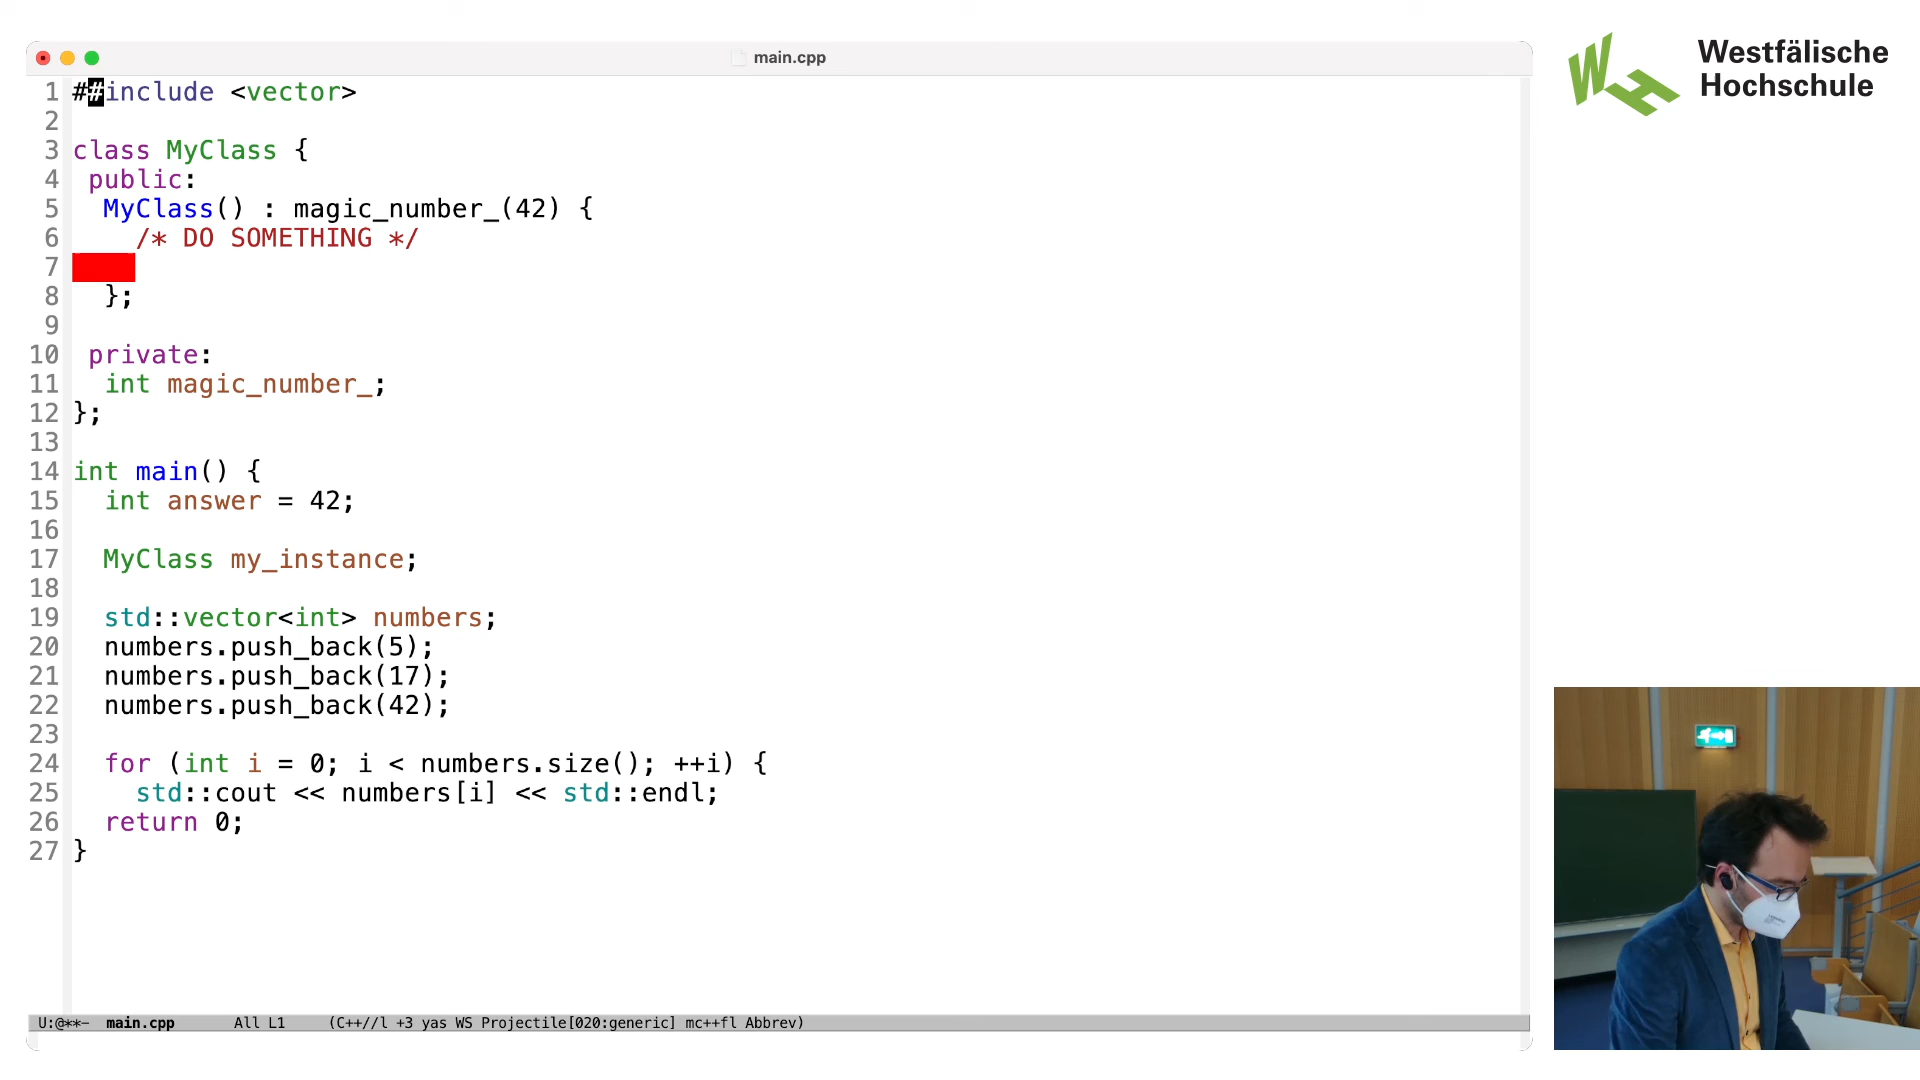 main.cpp
1 ##include <vector>
2
3 class MyClass {
4  public:
5   MyClass() : magic_number_(42) {
6     /* DO SOMETHING */
7
8   };
9
10  private:
11   int magic_number_;
12 };
13
14 int main() {
15   int answer = 42;
16
17   MyClass my_instance;
18
19   std::vector<int> numbers;
20   numbers.push_back(5);
21   numbers.push_back(17);
22   numbers.push_back(42);
23
24   for (int i = 0; i < numbers.size(); ++i) {
25     std::cout << numbers[i] << std::endl;
26   return 0;
27 }
U:@**- main.cpp All L1 (C++//l +3 yas WS Projectile[020:generic] mc++fl Abbrev)
Westfälische
Hochschule